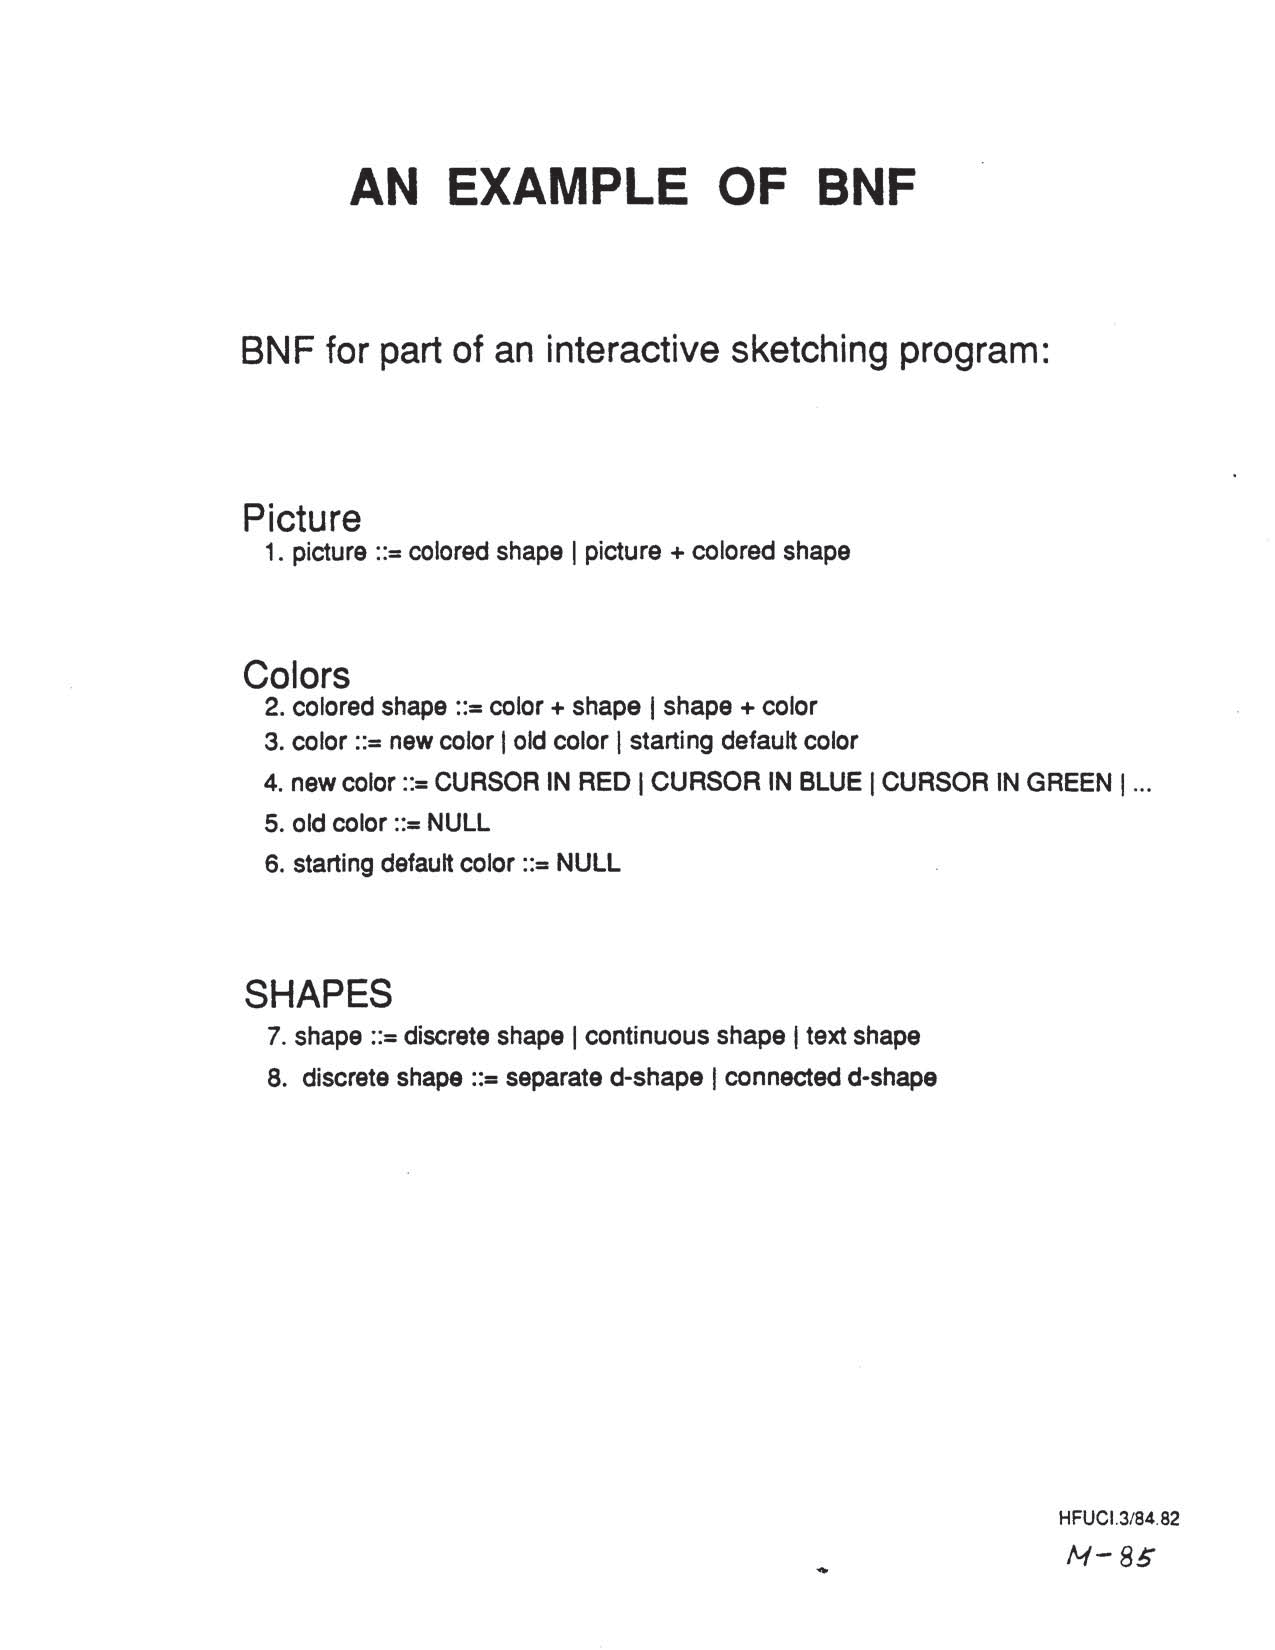 AN EXAMPLE OF BNF
BNF for part of an interactive sketching program:
Picture
1. picture ::= colored shape | picture + colored shape
Colors
2. colored shape ::= color + shape | shape + color
3. color ::= new color | old color | starting default color
4. new color ::= CURSOR IN RED | CURSOR IN BLUE | CURSOR IN GREEN | ...
5. old color ::= NULL
6. starting default color ::= NULL
SHAPES
7. shape ::= discrete shape | continuous shape | text shape
8. discrete shape ::= separate d-shape | connected d-shape
HFUCI.3/84.82
M-85